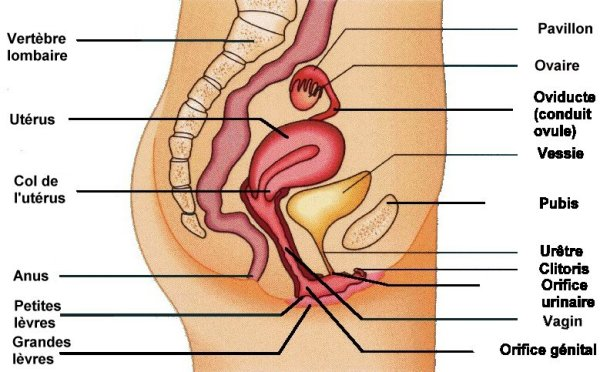 Vertèbre
lombaire
Utérus
Col de
l'utérus
Anus
Petites
lèvres
Grandes
lèvres
Pavillon
Ovaire
Oviducte
(conduit
ovule)
Vessie
Pubis
Urêtre
Clitoris
Orifice
urinaire
Vagin
Orifice génital